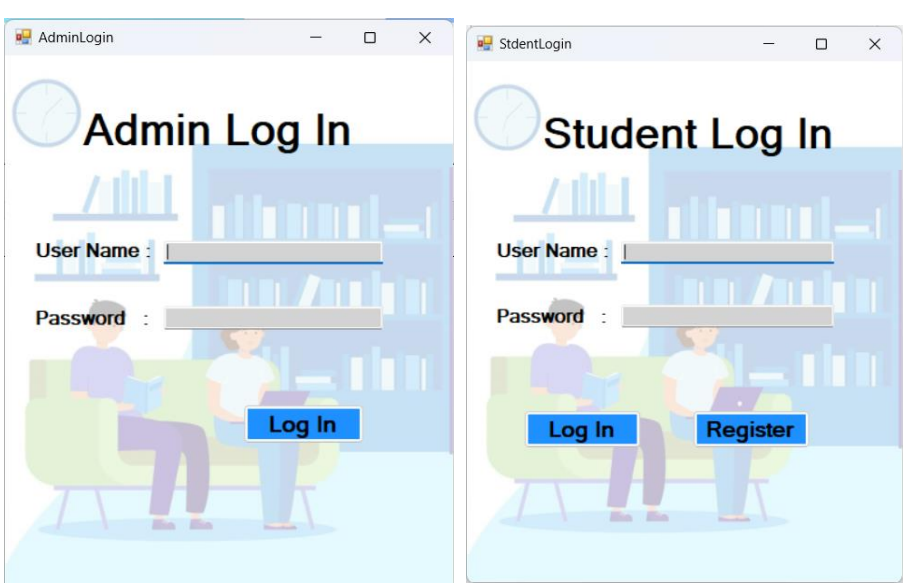 AdminLogin
Admin Log In
User Name :
Password :
Log In
StdentLogin
Student Log In
User Name :
Password :
Log In Register